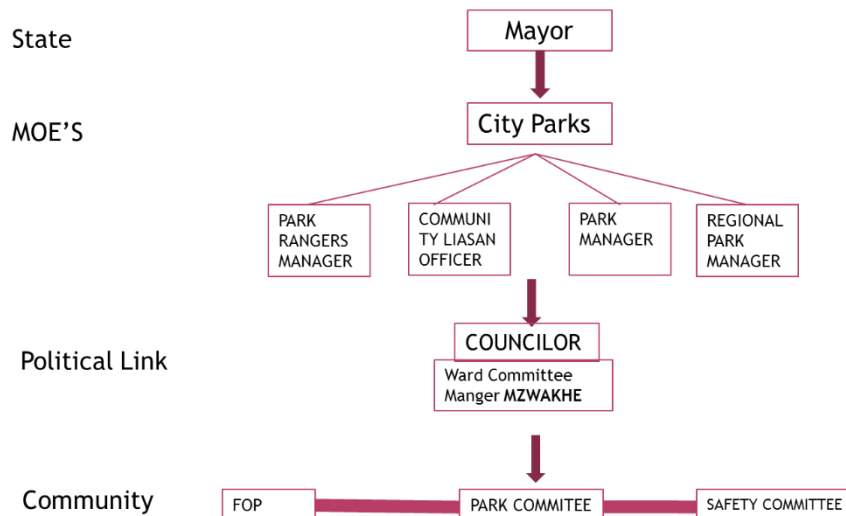 State
Mayor
MOE'S
City Parks
PARK
RANGERS
MANAGER
COMMUNI
TY LIASAN
OFFICER
PARK
MANAGER
REGIONAL
PARK
MANAGER
Political Link
COUNCILOR
Ward Committee
Manger MZWAKHE
Community
FOP
PARK COMMITEE
SAFETY COMMITTEE